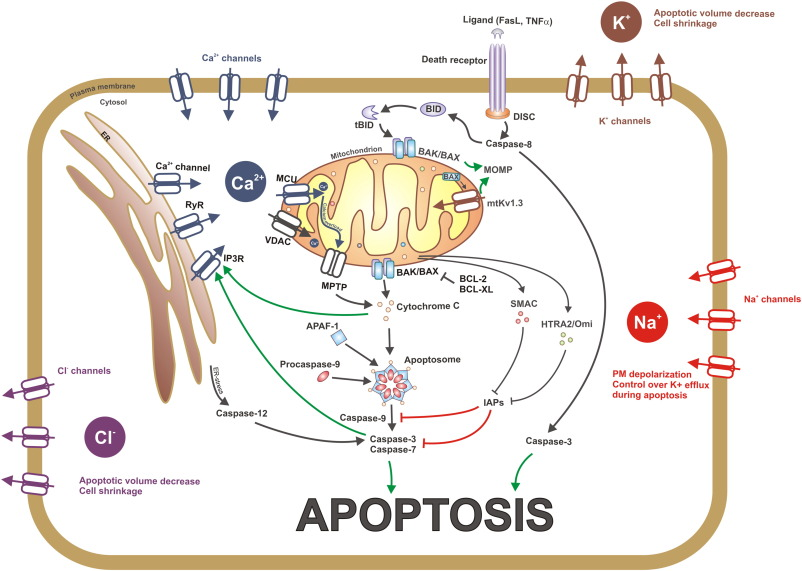 Ligand (FasL, TNFα)
K⁺
Apoptotic volume decrease
Cell shrinkage
Ca²⁺ channels
Death receptor
Plasma membrane
Cytosol
BID
tBID
DISC
K⁺ channels
Caspase-8
ER
Mitochondrion
BAK/BAX
MOMP
Ca²⁺ channel
Ca²⁺
MCU
Ca²⁺
BAX
mtKv1.3
RyR
VDAC
Ca²⁺
IP3R
MPTP
BAK/BAX
BCL-2
BCL-XL
Na⁺ channels
Cytochrome C
SMAC
HTRA2/Omi
Na⁺
APAF-1
Apoptosome
Procaspase-9
PM depolarization
Control over K+ efflux
during apoptosis
Cl⁻ channels
ER-stress
Caspase-12
Caspase-9
IAPs
Cl⁻
Caspase-3
Caspase-7
Caspase-3
Apoptotic volume decrease
Cell shrinkage
APOPTOSIS